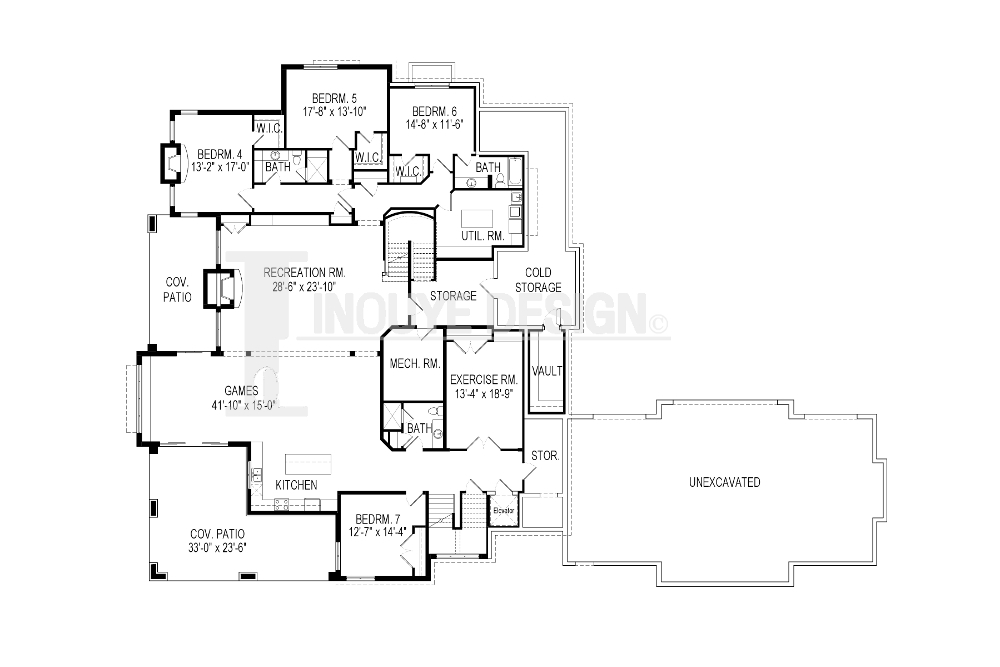 BEDRM. 5
17'-8" x 13'-10"
BEDRM. 6
14'-8" x 11'-6"
W.I.C.
BEDRM. 4
13'-2" x 17'-0"
BATH
W.I.C.
W.I.C.
BATH
UTIL. RM.
COV.
PATIO
RECREATION RM.
28'-6" x 23'-10"
COLD
STORAGE
STORAGE
INOUYE DESIGN©
MECH. RM.
EXERCISE RM.
13'-4" x 18'-9"
VAULT
GAMES
41'-10" x 15'-0"
BATH
STOR.
KITCHEN
UNEXCAVATED
Elevator
BEDRM. 7
12'-7" x 14'-4"
COV. PATIO
33'-0" x 23'-6"